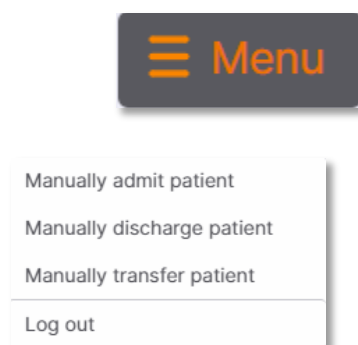 Menu
Manually admit patient
Manually discharge patient
Manually transfer patient
Log out